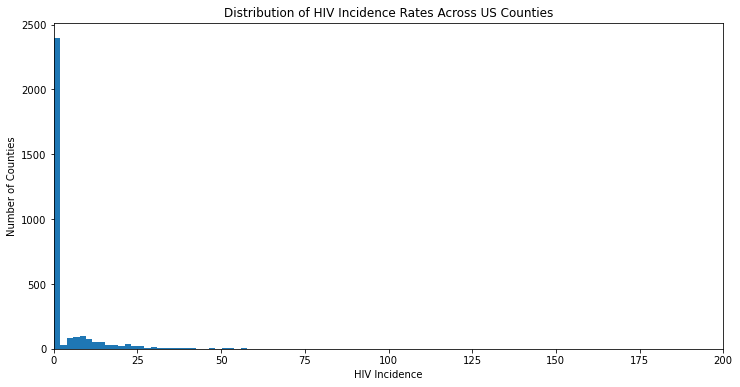 Distribution of HIV Incidence Rates Across US Counties
2500
2000
1500
1000
500
0
Number of Counties
0 25 50 75 100 125 150 175 200
HIV Incidence